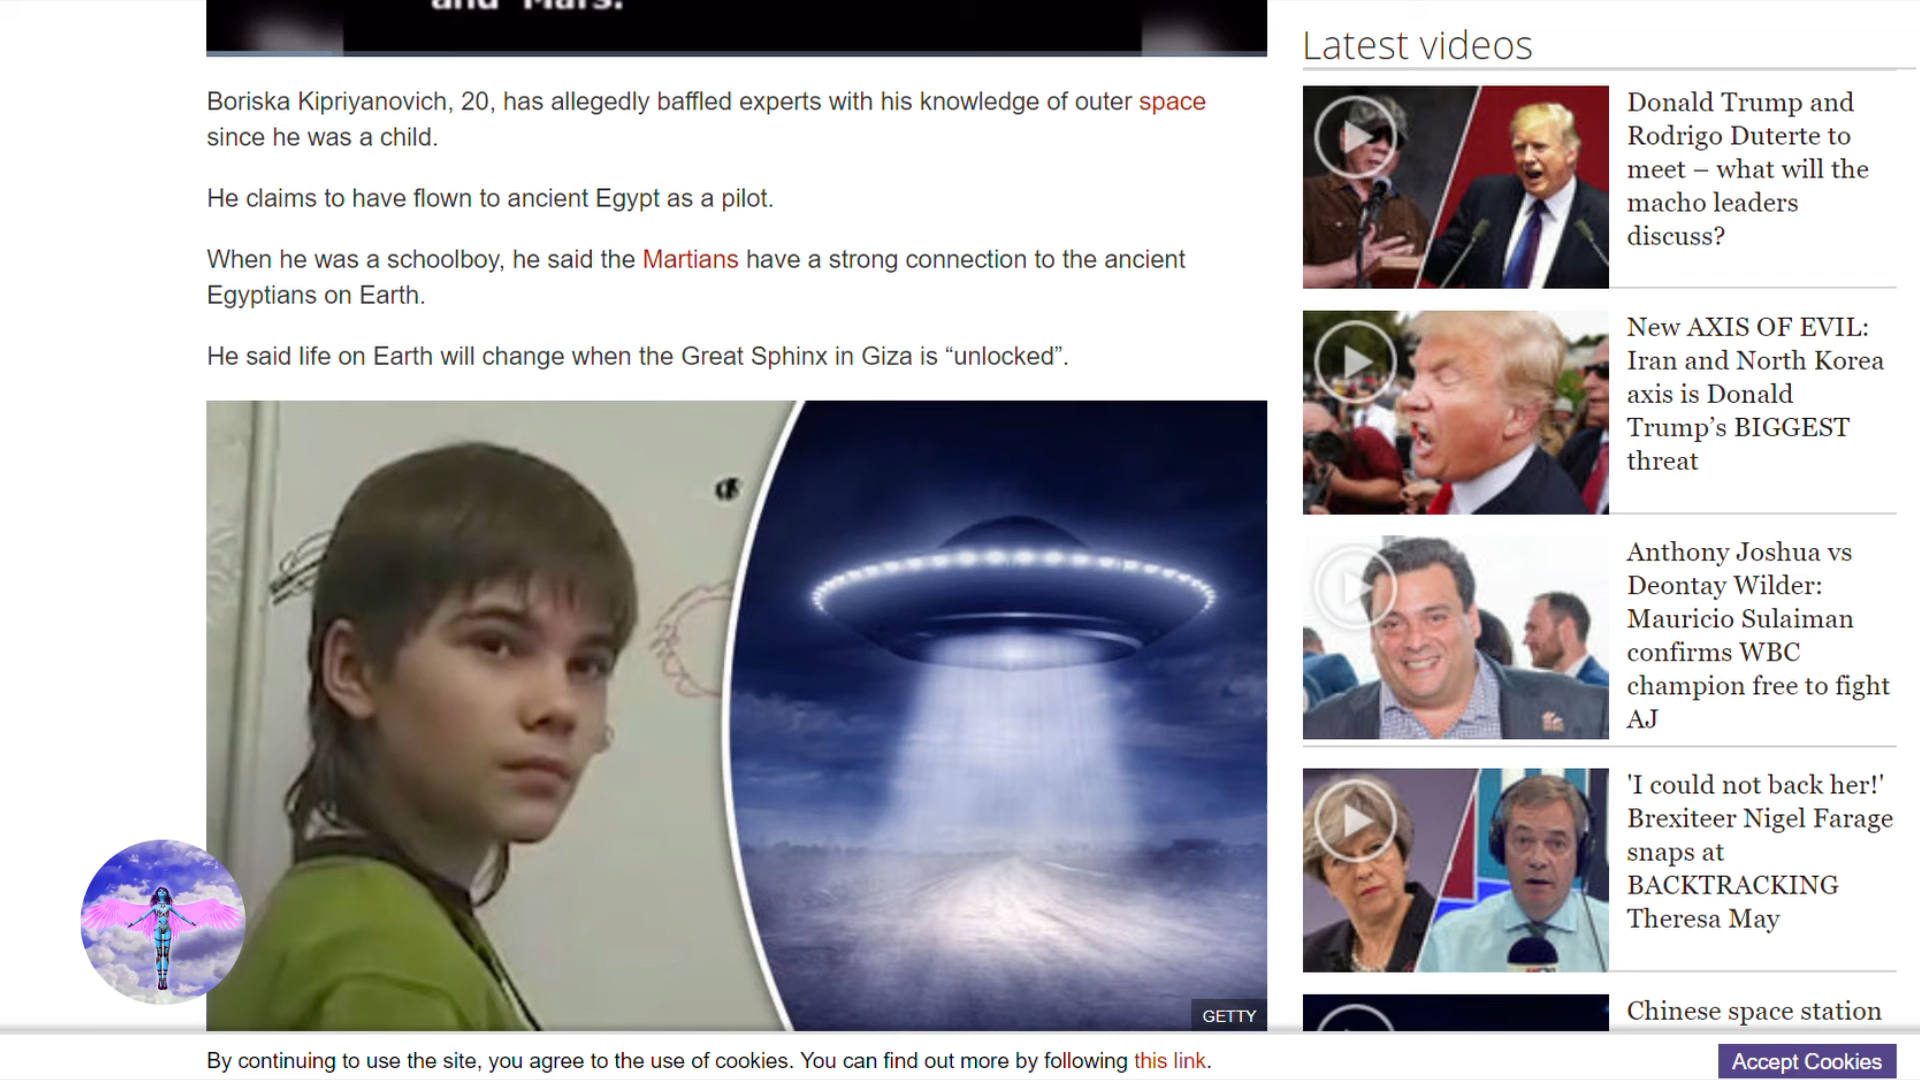 and Mars.
Boriska Kipriyanovich, 20, has allegedly baffled experts with his knowledge of outer space
since he was a child.
He claims to have flown to ancient Egypt as a pilot.
When he was a schoolboy, he said the Martians have a strong connection to the ancient
Egyptians on Earth.
He said life on Earth will change when the Great Sphinx in Giza is “unlocked”.
GETTY
Latest videos
Donald Trump and
Rodrigo Duterte to
meet – what will the
macho leaders
discuss?
New AXIS OF EVIL:
Iran and North Korea
axis is Donald
Trump’s BIGGEST
threat
Anthony Joshua vs
Deontay Wilder:
Mauricio Sulaiman
confirms WBC
champion free to fight
AJ
'I could not back her!'
Brexiteer Nigel Farage
snaps at
BACKTRACKING
Theresa May
Chinese space station
By continuing to use the site, you agree to the use of cookies. You can find out more by following this link.
Accept Cookies